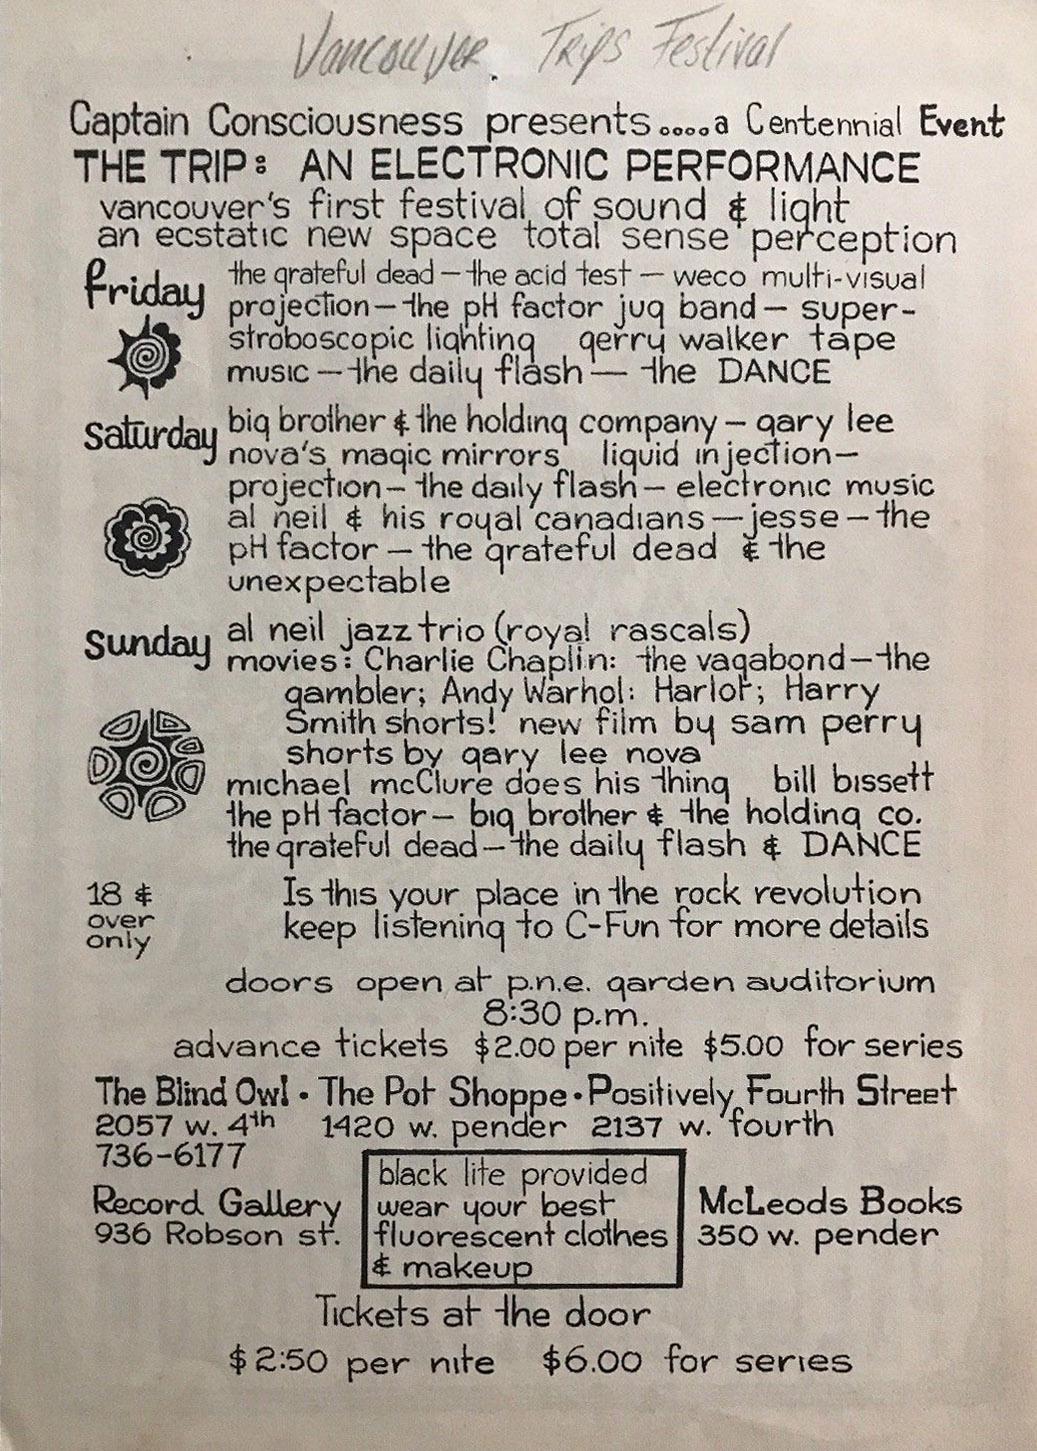 Vancouver Trips Festival
Captain Consciousness presents....a Centennial Event
THE TRIP: AN ELECTRONIC PERFORMANCE
vancouver's first festival of sound & light
an ecstatic new space total sense perception
friday
the grateful dead — the acid test — weco multi-visual
projection — the pH factor jug band — super-
stroboscopic lighting gerry walker tape
music — the daily flash — the DANCE
saturday
big brother & the holding company — gary lee
nova's magic mirrors liquid injection —
projection — the daily flash — electronic music
al neil & his royal canadians — jesse — the
pH factor — the grateful dead & the
unexpectable
sunday
al neil jazz trio (royal rascals)
movies: Charlie Chaplin: the vagabond — the
gambler; Andy Warhol: Harlot; Harry
Smith shorts! new film by sam perry
shorts by gary lee nova
michael mcClure does his thing bill bissett
the pH factor — big brother & the holding co.
the grateful dead — the daily flash & DANCE
18 &
over
only
Is this your place in the rock revolution
keep listening to C-Fun for more details
doors open at p.n.e. garden auditorium
8:30 p.m.
advance tickets $2.00 per nite $5.00 for series
The Blind Owl • The Pot Shoppe • Positively Fourth Street
2057 w. 4th 1420 w. pender 2137 w. fourth
736-6177
Record Gallery
936 Robson st.
black lite provided
wear your best
fluorescent clothes
& makeup
McLeods Books
350 w. pender
Tickets at the door
$2:50 per nite $6.00 for series